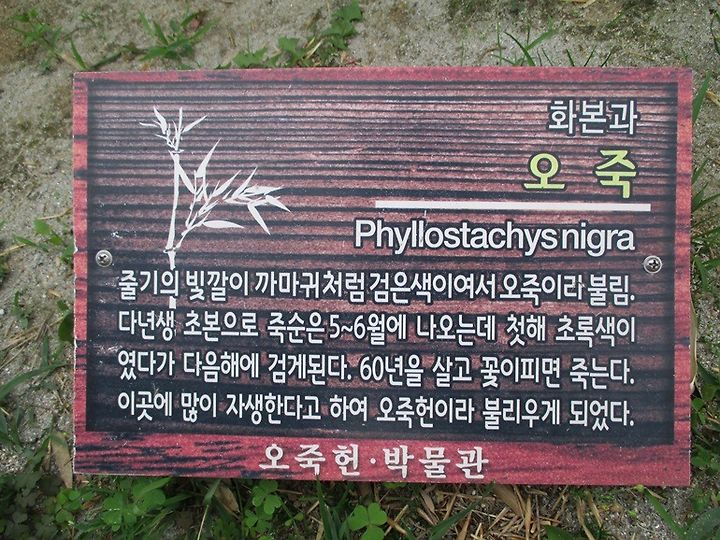 화본과
오죽
Phyllostachys nigra
줄기의 빛깔이 까마귀처럼 검은색이여서 오죽이라 불림.
다년생 초본으로 죽순은 5~6월에 나오는데 첫해 초록색이
였다가 다음해에 검게된다. 60년을 살고 꽃이피면 죽는다.
이곳에 많이 자생한다고 하여 오죽헌이라 불리우게 되었다.
오죽헌·박물관